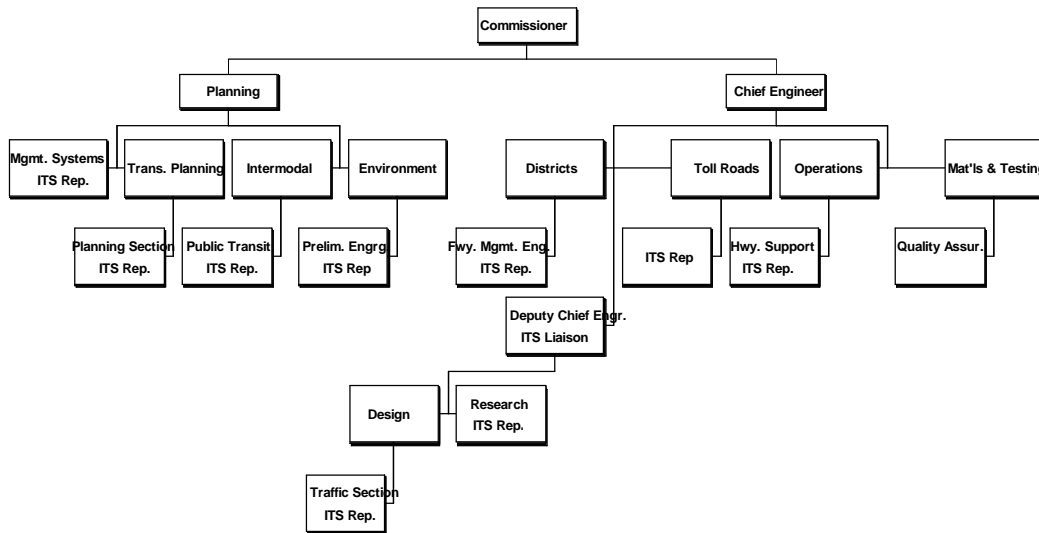 Commissioner
Planning
Chief Engineer
Mgmt. Systems
ITS Rep.
Trans. Planning
Intermodal
Environment
Districts
Toll Roads
Operations
Mat'ls & Testing
Planning Section
ITS Rep.
Public Transit
ITS Rep.
Prelim. Engrg.
ITS Rep
Fwy. Mgmt. Eng.
ITS Rep.
ITS Rep
Hwy. Support
ITS Rep.
Quality Assur.
Deputy Chief Engr.
ITS Liaison
Design
Research
ITS Rep.
Traffic Section
ITS Rep.